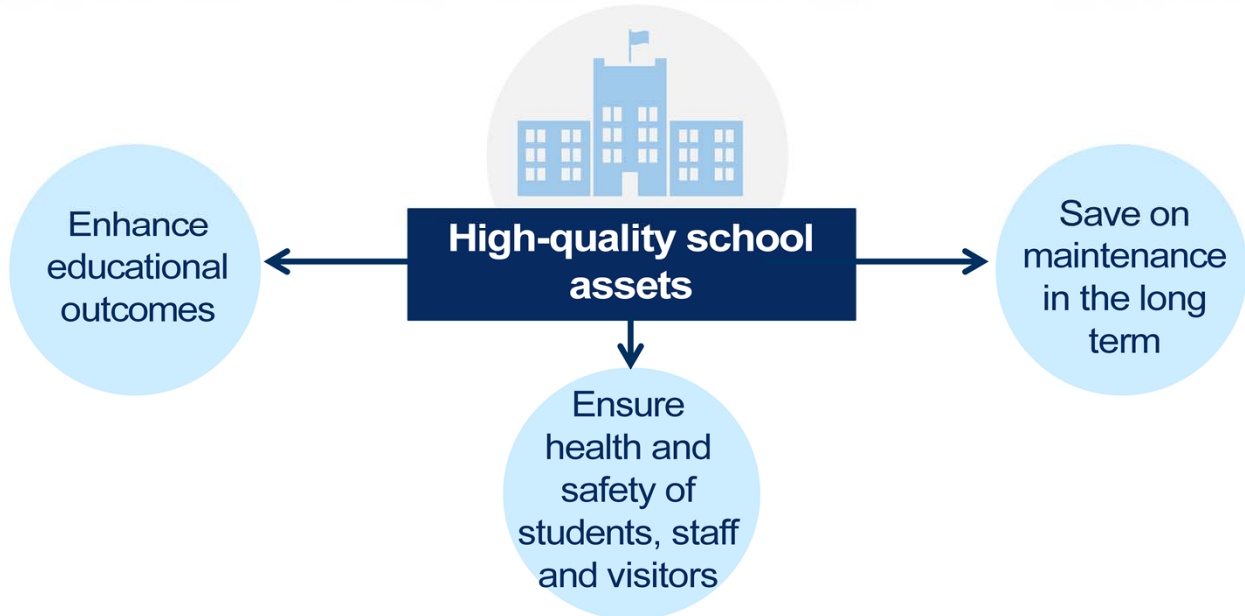 High-quality school
assets
Enhance
educational
outcomes
Ensure
health and
safety of
students, staff
and visitors
Save on
maintenance
in the long
term